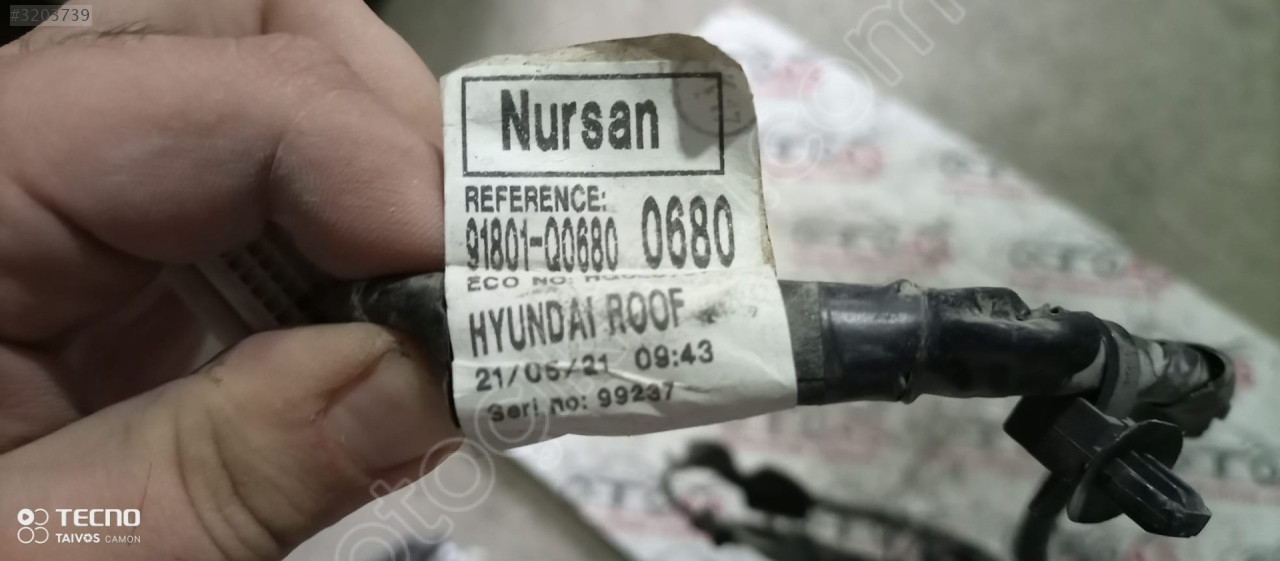 #3203739
Nursan
REFERENCE:
91801-Q0680 0680
ECO NO:
HYUNDAI ROOF
21/06/21 09:43
Seri no: 99237
TECNO
TAIVOS CAMON